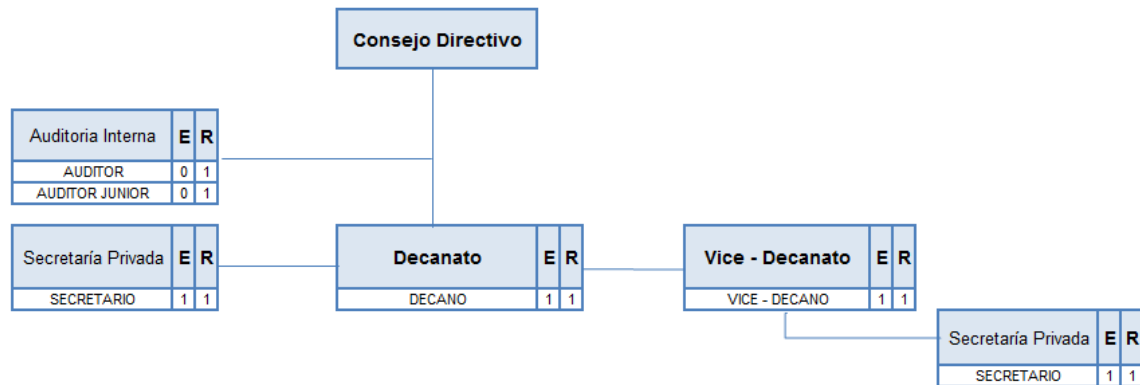 Consejo Directivo
Auditoria Interna E R
AUDITOR 0 1
AUDITOR JUNIOR 0 1
Secretaría Privada E R
SECRETARIO 1 1
Decanato E R
DECANO 1 1
Vice - Decanato E R
VICE - DECANO 1 1
Secretaría Privada E R
SECRETARIO 1 1